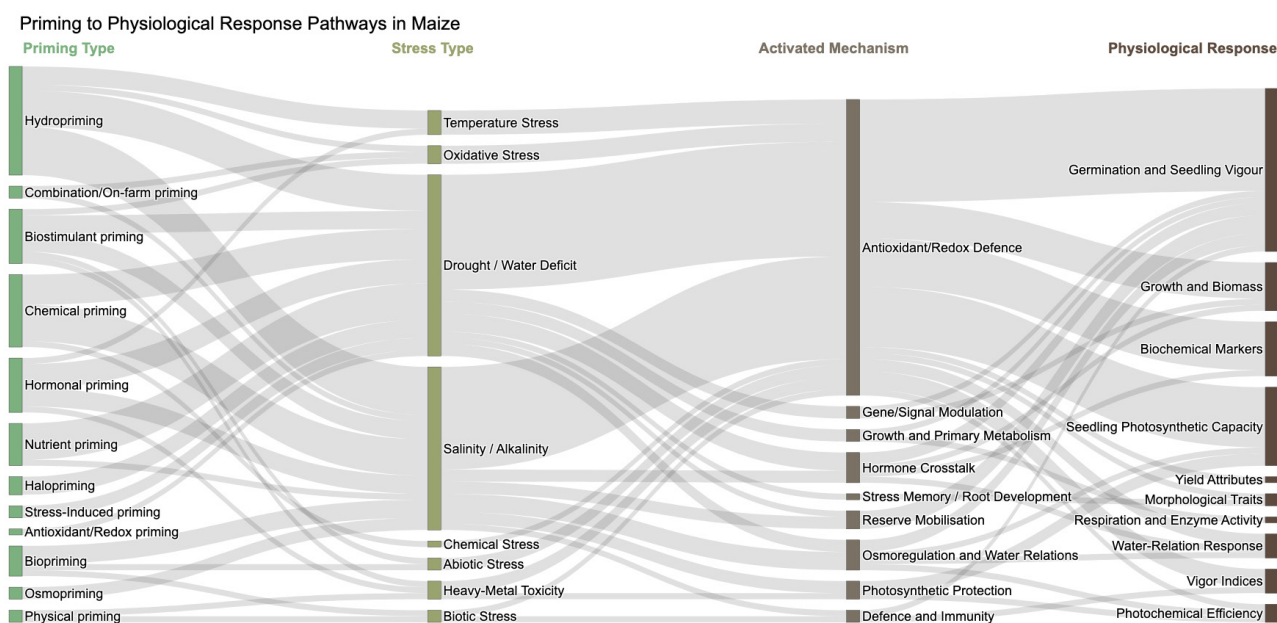 Priming to Physiological Response Pathways in Maize
Priming Type
Stress Type
Activated Mechanism
Physiological Response
Hydropriming
Combination/On-farm priming
Biostimulant priming
Chemical priming
Hormonal priming
Nutrient priming
Halopriming
Stress-Induced priming
Antioxidant/Redox priming
Biopriming
Osmopriming
Physical priming
Temperature Stress
Oxidative Stress
Drought / Water Deficit
Salinity / Alkalinity
Chemical Stress
Abiotic Stress
Heavy-Metal Toxicity
Biotic Stress
Antioxidant/Redox Defence
Gene/Signal Modulation
Growth and Primary Metabolism
Hormone Crosstalk
Stress Memory / Root Development
Reserve Mobilisation
Osmoregulation and Water Relations
Photosynthetic Protection
Defence and Immunity
Germination and Seedling Vigour
Growth and Biomass
Biochemical Markers
Seedling Photosynthetic Capacity
Yield Attributes
Morphological Traits
Respiration and Enzyme Activity
Water-Relation Response
Vigor Indices
Photochemical Efficiency